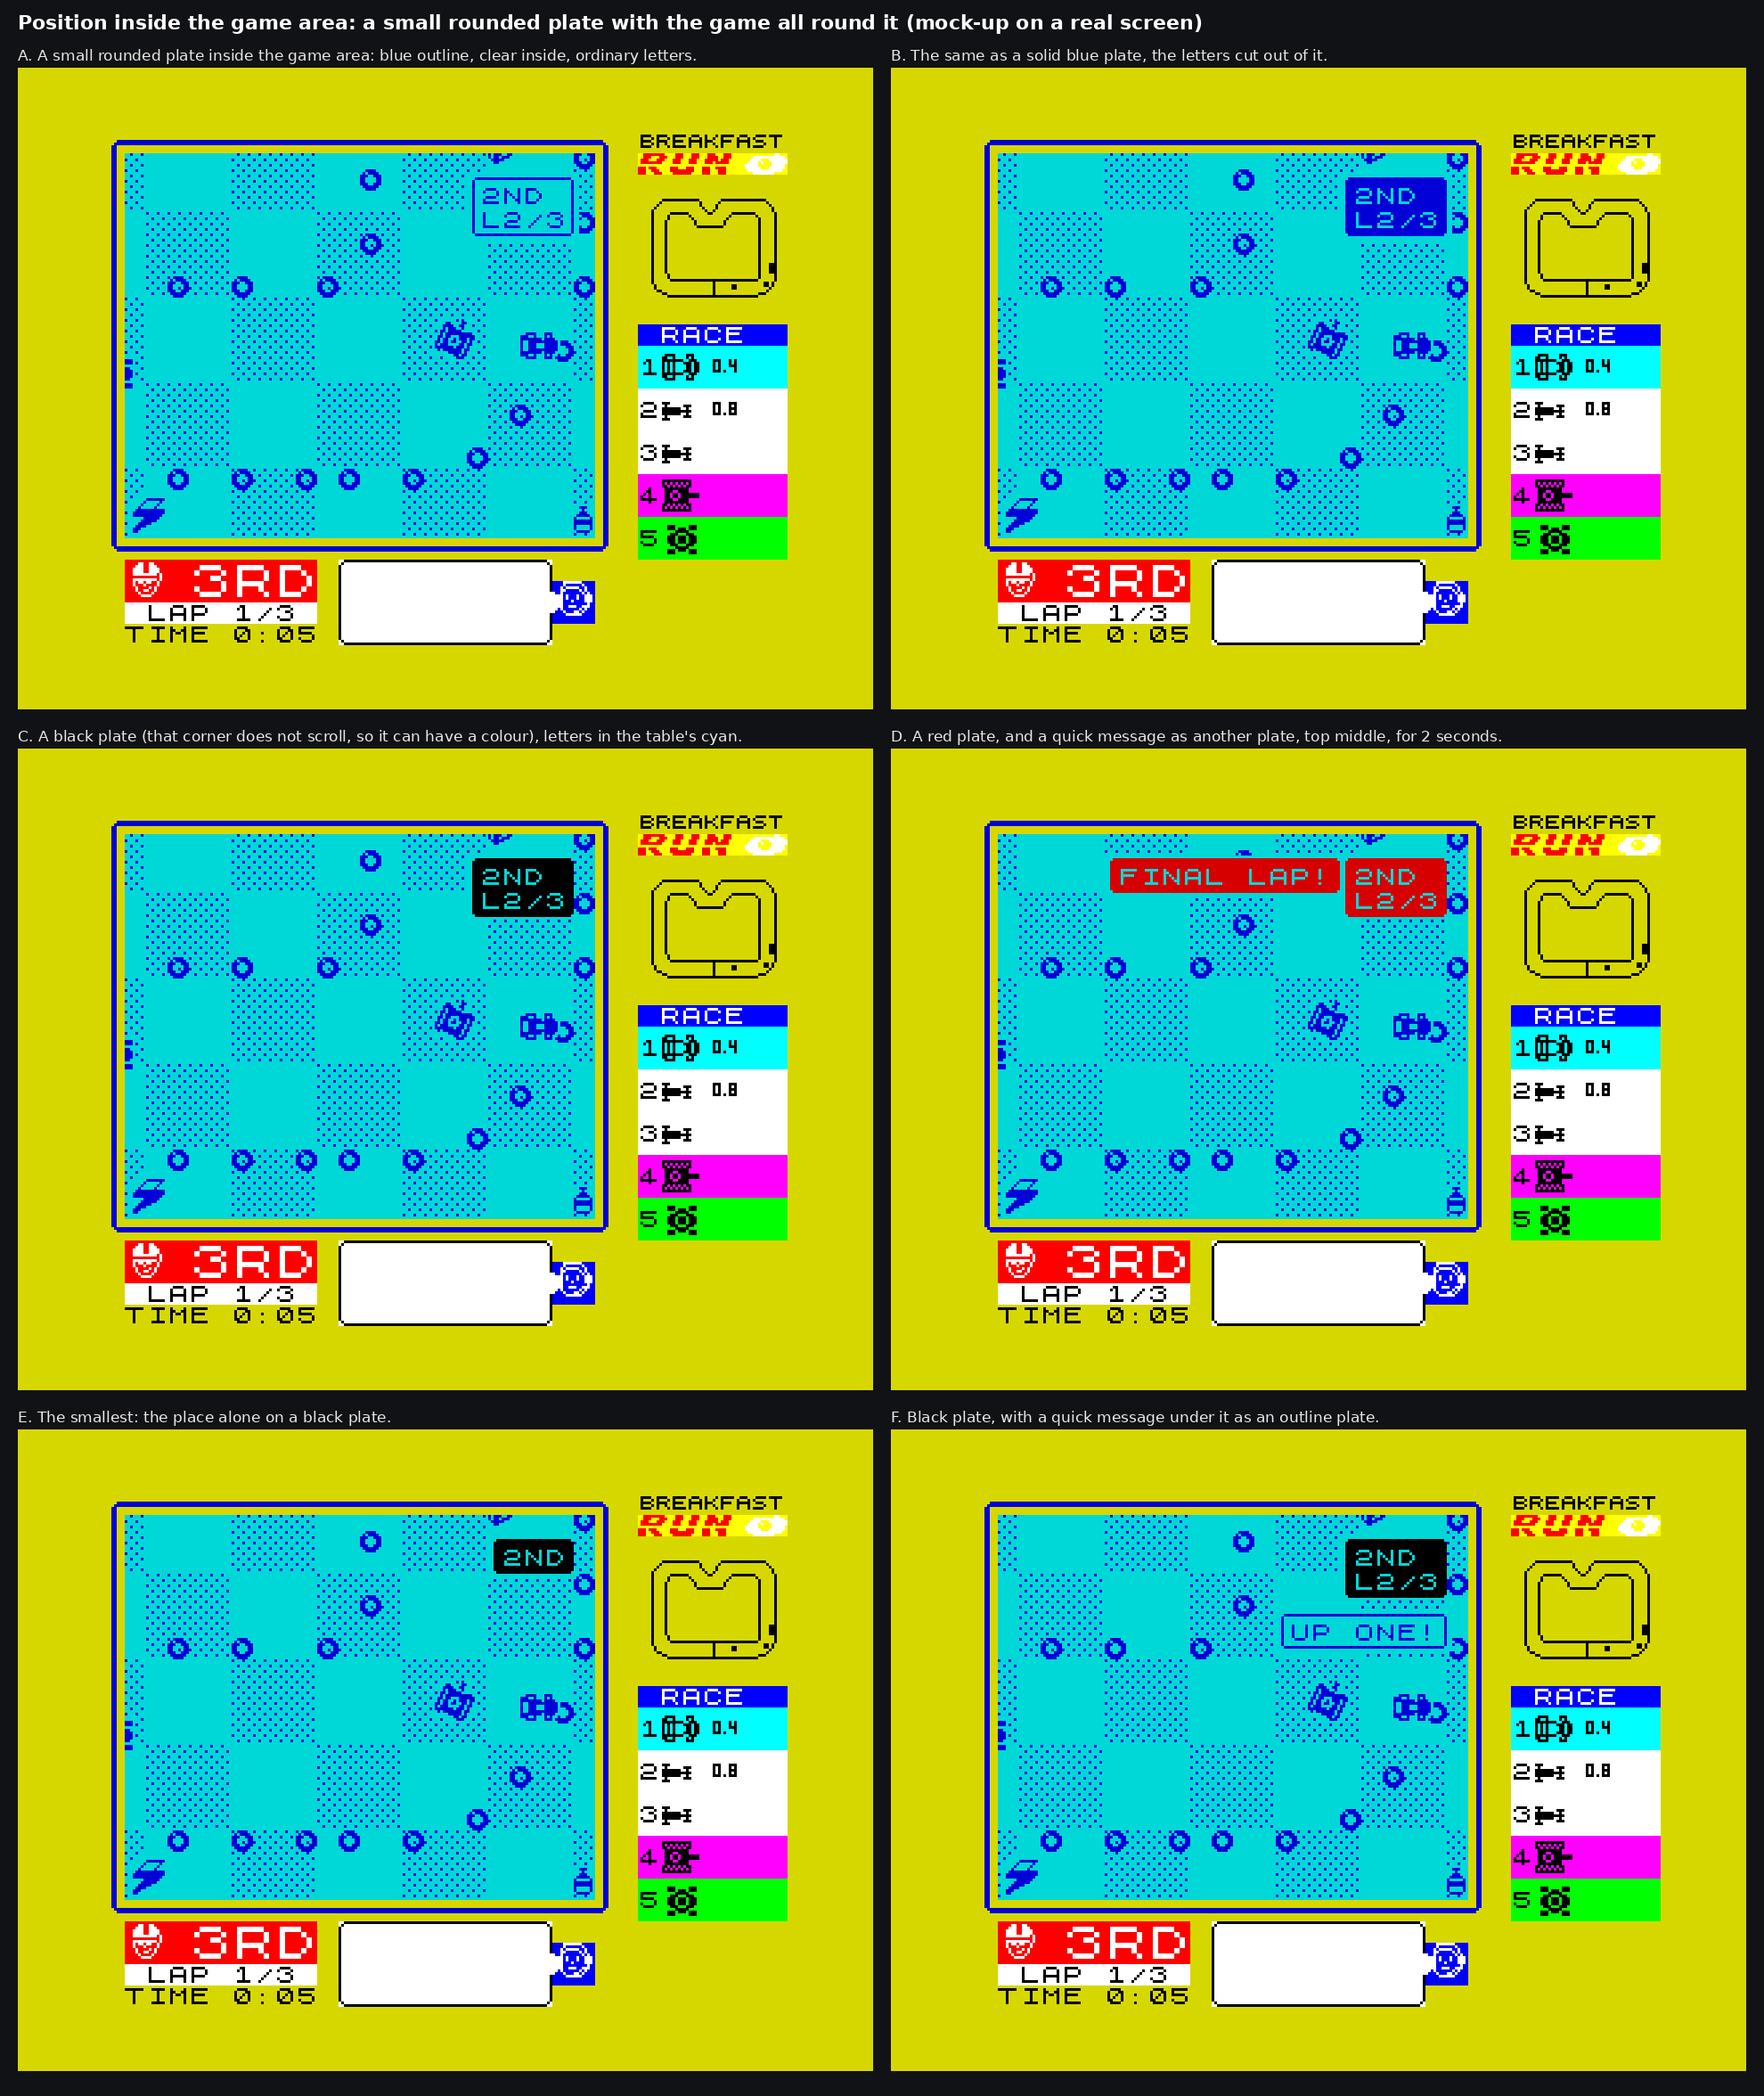 Position inside the game area: a small rounded plate with the game all round it (mock-up on a real screen)
A. A small rounded plate inside the game area: blue outline, clear inside, ordinary letters.
BREAKFAST
RUN
2ND
L2/3
RACE
1 0.4
2 0.8
3
4
5
3RD
LAP 1/3
TIME 0:05
B. The same as a solid blue plate, the letters cut out of it.
BREAKFAST
RUN
2ND
L2/3
RACE
1 0.4
2 0.8
3
4
5
3RD
LAP 1/3
TIME 0:05
C. A black plate (that corner does not scroll, so it can have a colour), letters in the table's cyan.
BREAKFAST
RUN
2ND
L2/3
RACE
1 0.4
2 0.8
3
4
5
3RD
LAP 1/3
TIME 0:05
D. A red plate, and a quick message as another plate, top middle, for 2 seconds.
BREAKFAST
RUN
FINAL LAP! 2ND
L2/3
RACE
1 0.4
2 0.8
3
4
5
3RD
LAP 1/3
TIME 0:05
E. The smallest: the place alone on a black plate.
BREAKFAST
RUN
2ND
RACE
1 0.4
2 0.8
3
4
5
3RD
LAP 1/3
TIME 0:05
F. Black plate, with a quick message under it as an outline plate.
BREAKFAST
RUN
2ND
L2/3
UP ONE!
RACE
1 0.4
2 0.8
3
4
5
3RD
LAP 1/3
TIME 0:05